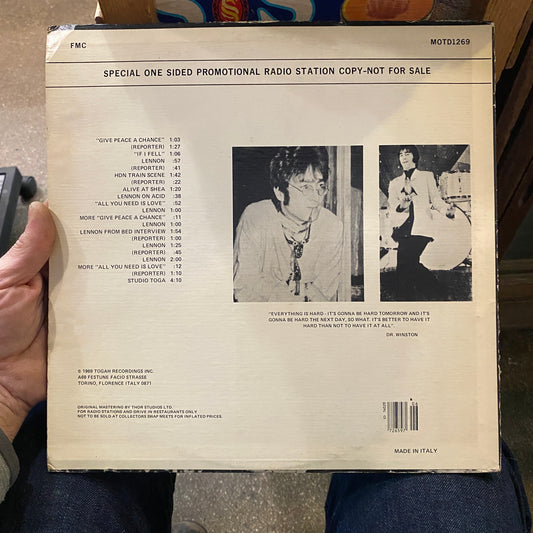 FMC MOTD1269
SPECIAL ONE SIDED PROMOTIONAL RADIO STATION COPY-NOT FOR SALE
"GIVE PEACE A CHANCE" 1:03
(REPORTER) 1:27
"IF I FELL" 1:06
LENNON :57
(REPORTER) :41
HDN TRAIN SCENE 1:42
(REPORTER) :22
ALIVE AT SHEA 1:20
LENNON ON ACID :38
"ALL YOU NEED IS LOVE" :52
LENNON 1:00
MORE "GIVE PEACE A CHANCE" :11
LENNON 1:00
LENNON FROM BED INTERVIEW 1:54
(REPORTER) 1:00
LENNON 1:25
(REPORTER) :45
LENNON 2:00
MORE "ALL YOU NEED IS LOVE" :12
(REPORTER) 1:10
STUDIO TOGA 4:10
"EVERYTHING IS HARD - IT'S GONNA BE HARD TOMORROW AND IT'S
GONNA BE HARD THE NEXT DAY, SO WHAT. IT'S BETTER TO HAVE IT
HARD THAN NOT TO HAVE IT AT ALL".
DR. WINSTON
© 1969 TOGAH RECORDINGS INC.
A68 FESTUNE FACIO STRASSE
TORINO, FLORENCE ITALY 0871
ORIGINAL MASTERING BY THOR STUDIOS LTD.
FOR RADIO STATIONS AND DRIVE IN RESTAURANTS ONLY
NOT TO BE SOLD AT COLLECTORS SWAP MEETS FOR INFLATED PRICES.
MADE IN ITALY